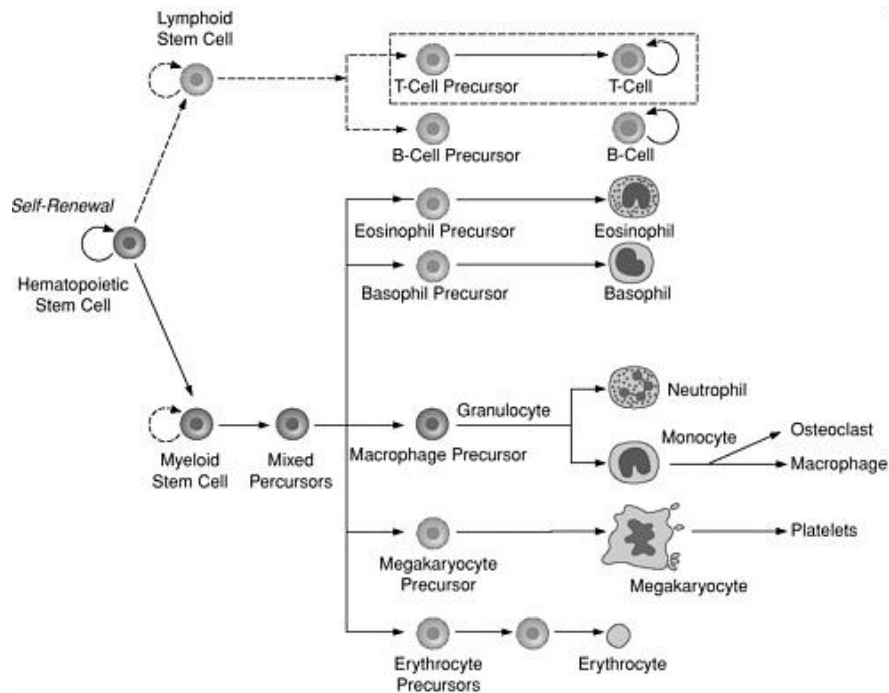 Lymphoid
Stem Cell
T-Cell Precursor
T-Cell
B-Cell Precursor
B-Cell
Self-Renewal
Hematopoietic
Stem Cell
Eosinophil Precursor
Eosinophil
Basophil Precursor
Basophil
Myeloid
Stem Cell
Mixed
Percursors
Granulocyte
Macrophage Precursor
Neutrophil
Monocyte
Osteoclast
Macrophage
Megakaryocyte
Precursor
Megakaryocyte
Platelets
Erythrocyte
Precursors
Erythrocyte